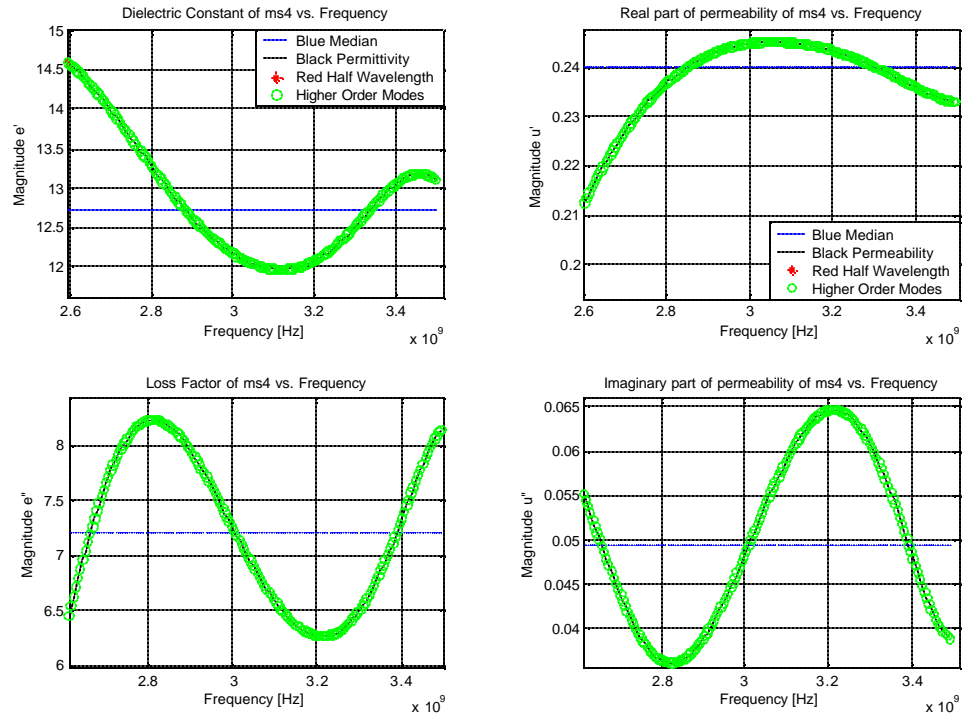 Dielectric Constant of ms4 vs. Frequency
15
14.5
14
13.5
13
12.5
12
Magnitude e'
Blue Median
Black Permittivity
Red Half Wavelength
Higher Order Modes
2.6 2.8 3 3.2 3.4
Frequency [Hz]
x 10^9
Real part of permeability of ms4 vs. Frequency
0.24
0.23
0.22
0.21
0.2
Magnitude u'
Blue Median
Black Permeability
Red Half Wavelength
Higher Order Modes
2.6 2.8 3 3.2 3.4
Frequency [Hz]
x 10^9
Loss Factor of ms4 vs. Frequency
8
7.5
7
6.5
6
Magnitude e"
2.8 3 3.2 3.4
Frequency [Hz]
x 10^9
Imaginary part of permeability of ms4 vs. Frequency
0.065
0.06
0.055
0.05
0.045
0.04
Magnitude u"
2.8 3 3.2 3.4
Frequency [Hz]
x 10^9